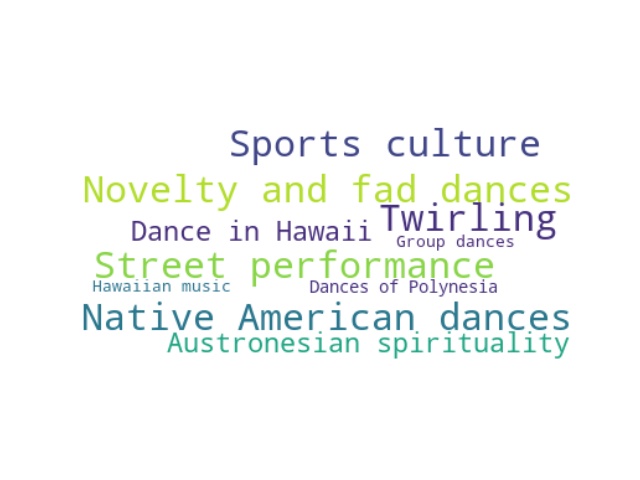 Sports culture
Novelty and fad dances
Twirling
Dance in Hawaii
Group dances
Street performance
Hawaiian music
Dances of Polynesia
Native American dances
Austronesian spirituality